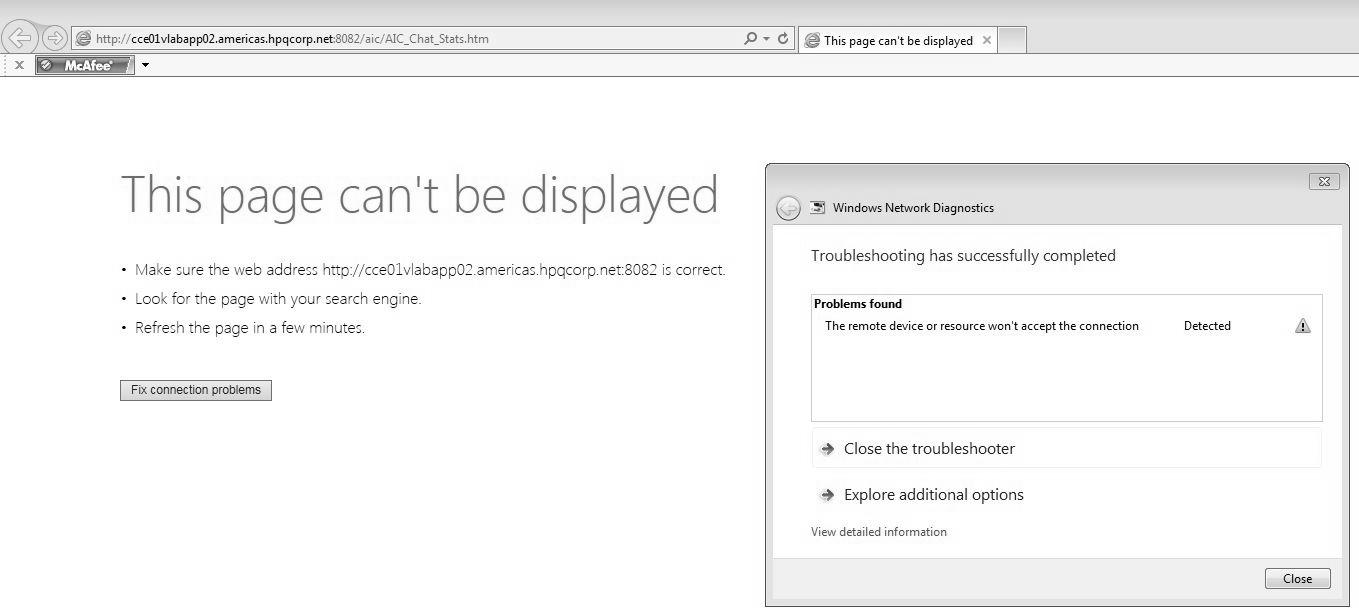 http://cce01vlabapp02.americas.hpqcorp.net:8082/aic/AIC_Chat_Stats.htm
This page can't be displayed
McAfee
This page can't be displayed
• Make sure the web address http://cce01vlabapp02.americas.hpqcorp.net:8082 is correct.
• Look for the page with your search engine.
• Refresh the page in a few minutes.
Fix connection problems
Windows Network Diagnostics
Troubleshooting has successfully completed
Problems found
The remote device or resource won't accept the connection Detected
Close the troubleshooter
Explore additional options
View detailed information
Close